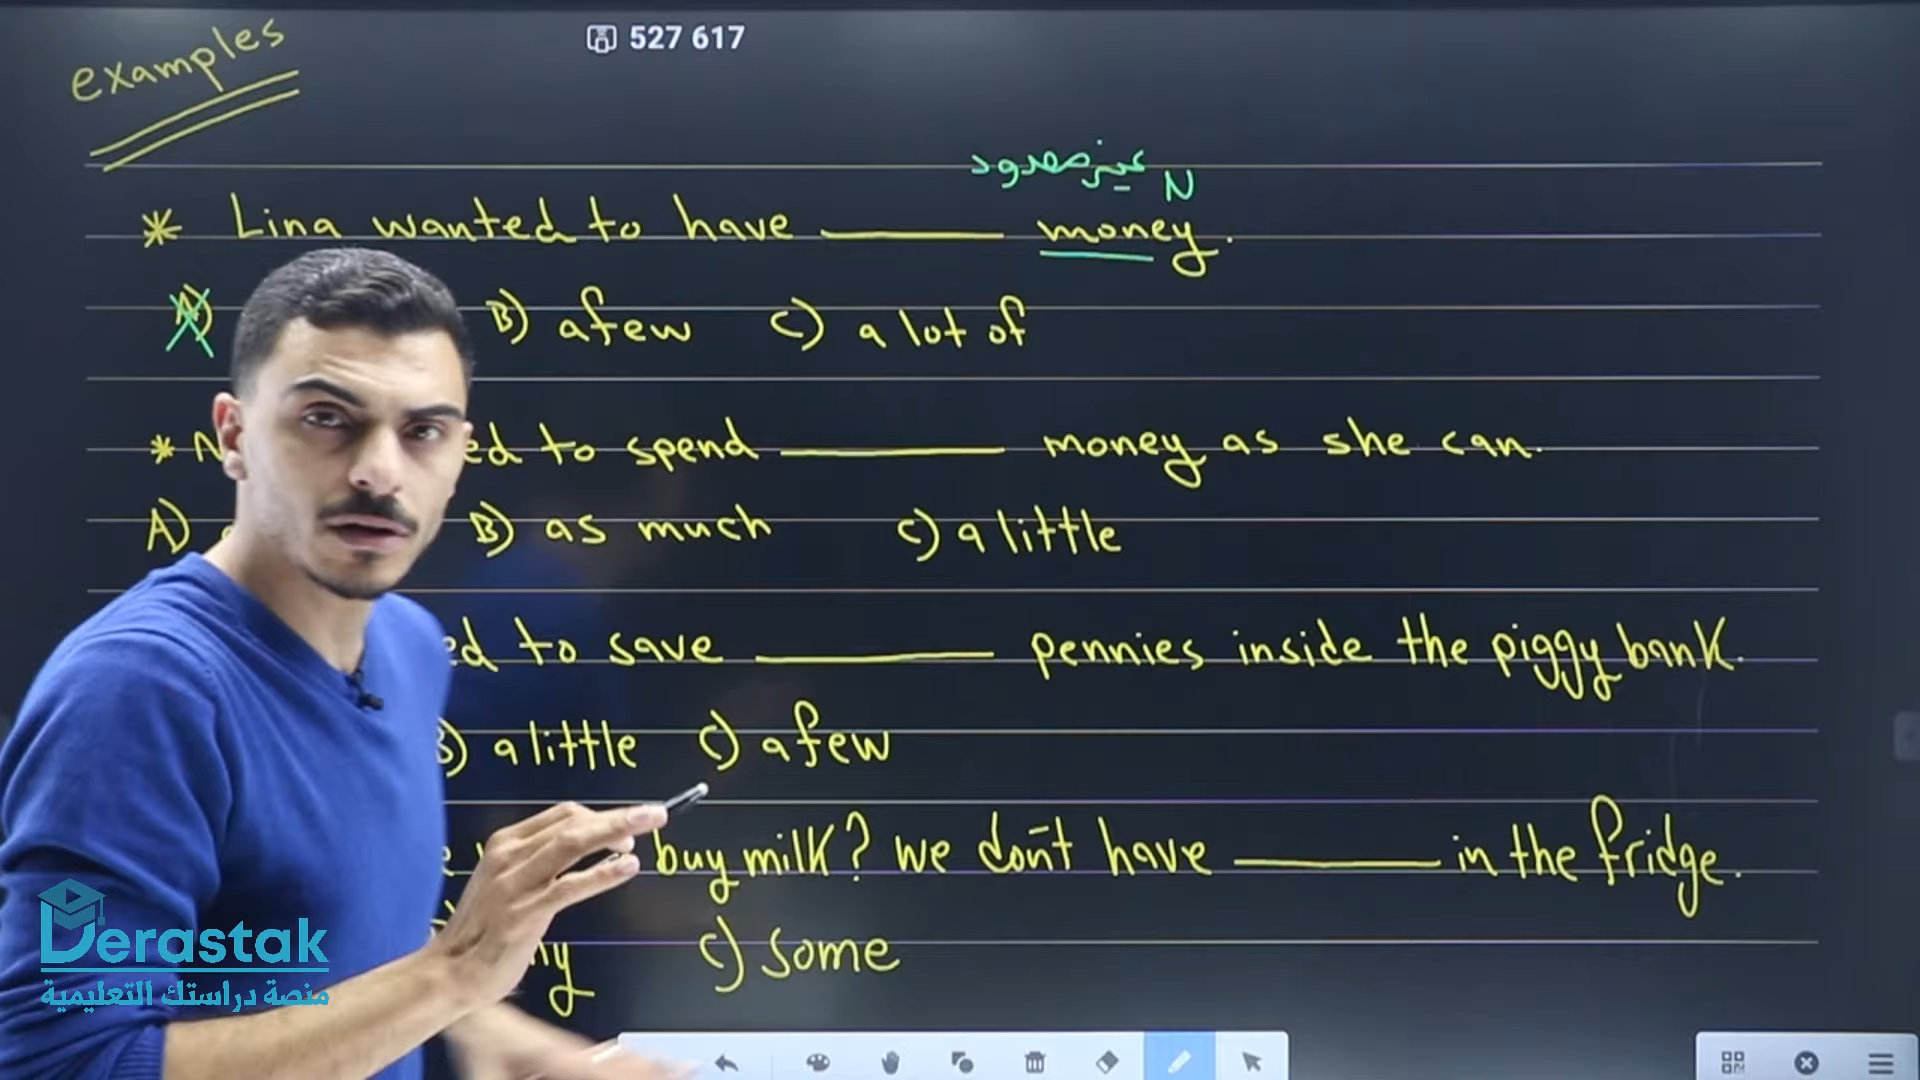 527 617
examples
غير محدود N
* Lina wanted to have ______ money.
A) B) a few C) a lot of
* N ed to spend ______ money as she can.
A) B) as much C) a little
ed to save ______ pennies inside the piggy bank.
B) a little C) a few
buy milk? we don't have ______ in the fridge.
C) some
Derastak
منصة دراستك التعليمية